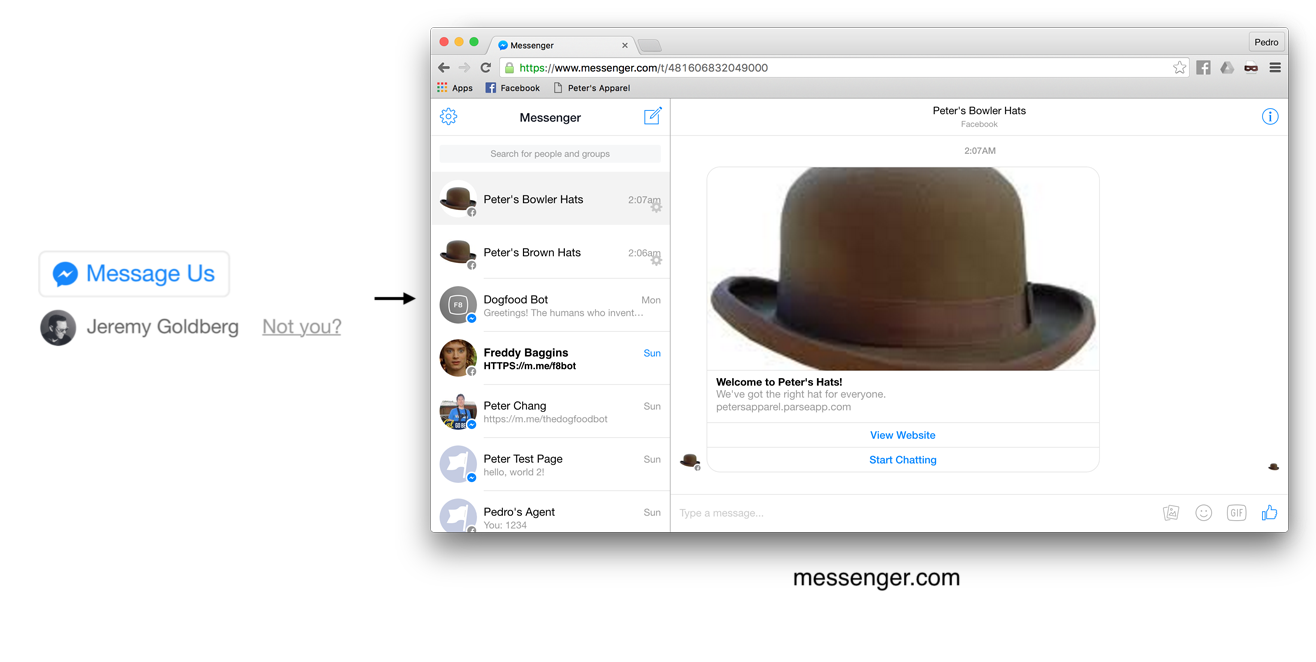 Message Us
Jeremy Goldberg Not you?
Messenger
Pedro
https://www.messenger.com/t/481606832049000
Apps Facebook Peter's Apparel
Messenger
Search for people and groups
Peter's Bowler Hats 2:07am
Peter's Brown Hats 2:06am
FB
Dogfood Bot Mon
Greetings! The humans who invent...
Freddy Baggins Sun
HTTPS://m.me/f8bot
Peter Chang Sun
https://m.me/thedogfoodbot
Peter Test Page Sun
hello, world 2!
Pedro's Agent Sun
You: 1234
Peter's Bowler Hats
Facebook
2:07AM
Welcome to Peter's Hats!
We've got the right hat for everyone.
petersapparel.parseapp.com
View Website
Start Chatting
Type a message...
GIF
messenger.com